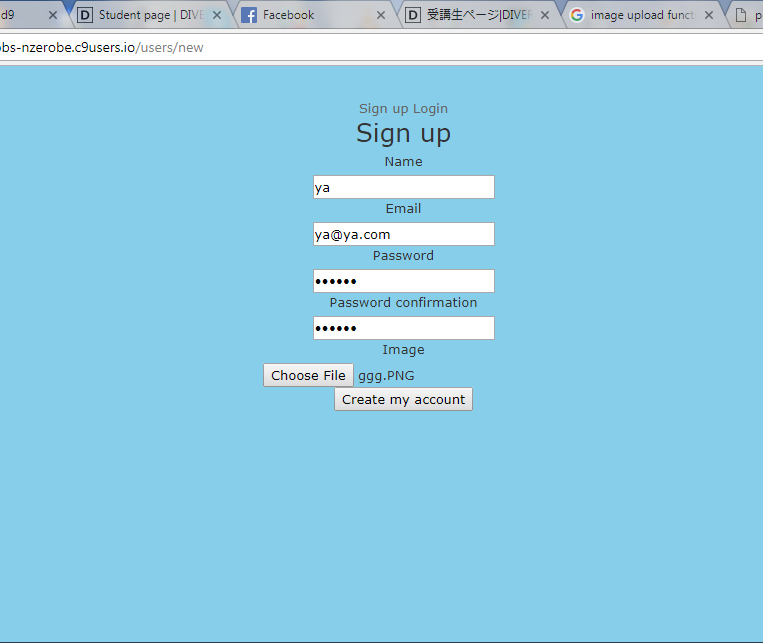 d9
Student page | DIVE
Facebook
受講生ページ|DIVER
image upload funct
obs-nzerobe.c9users.io/users/new
Sign up Login
Sign up
Name
ya
Email
ya@ya.com
Password
••••••
Password confirmation
••••••
Image
Choose File ggg.PNG
Create my account